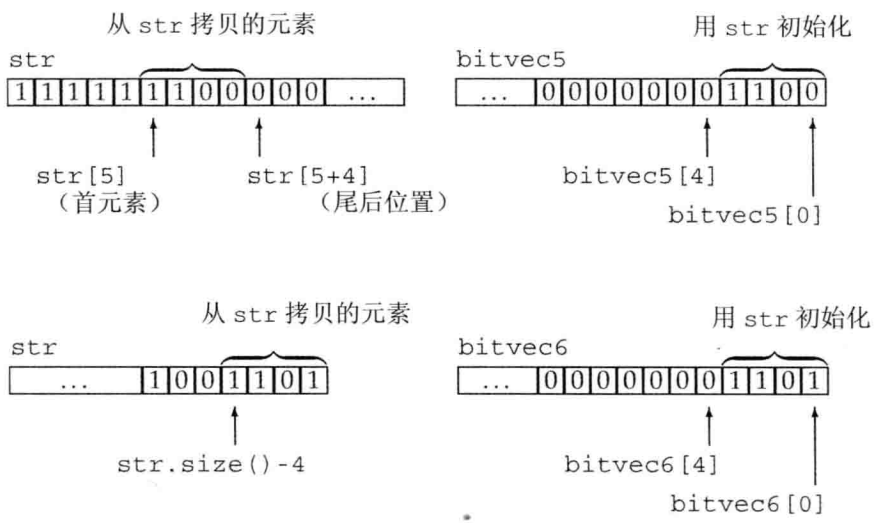 从 str 拷贝的元素
用 str 初始化
str
bitvec5
1 1 1 1 1 1 1 0 0 0 0 0 ...
... 0 0 0 0 0 0 0 1 1 0 0
str[5]
(首元素)
str[5+4]
(尾后位置)
bitvec5[4]
bitvec5[0]
从 str 拷贝的元素
用 str 初始化
str
bitvec6
... 1 0 0 1 1 0 1
... 0 0 0 0 0 0 0 1 1 0 1
str.size()-4
bitvec6[4]
bitvec6[0]